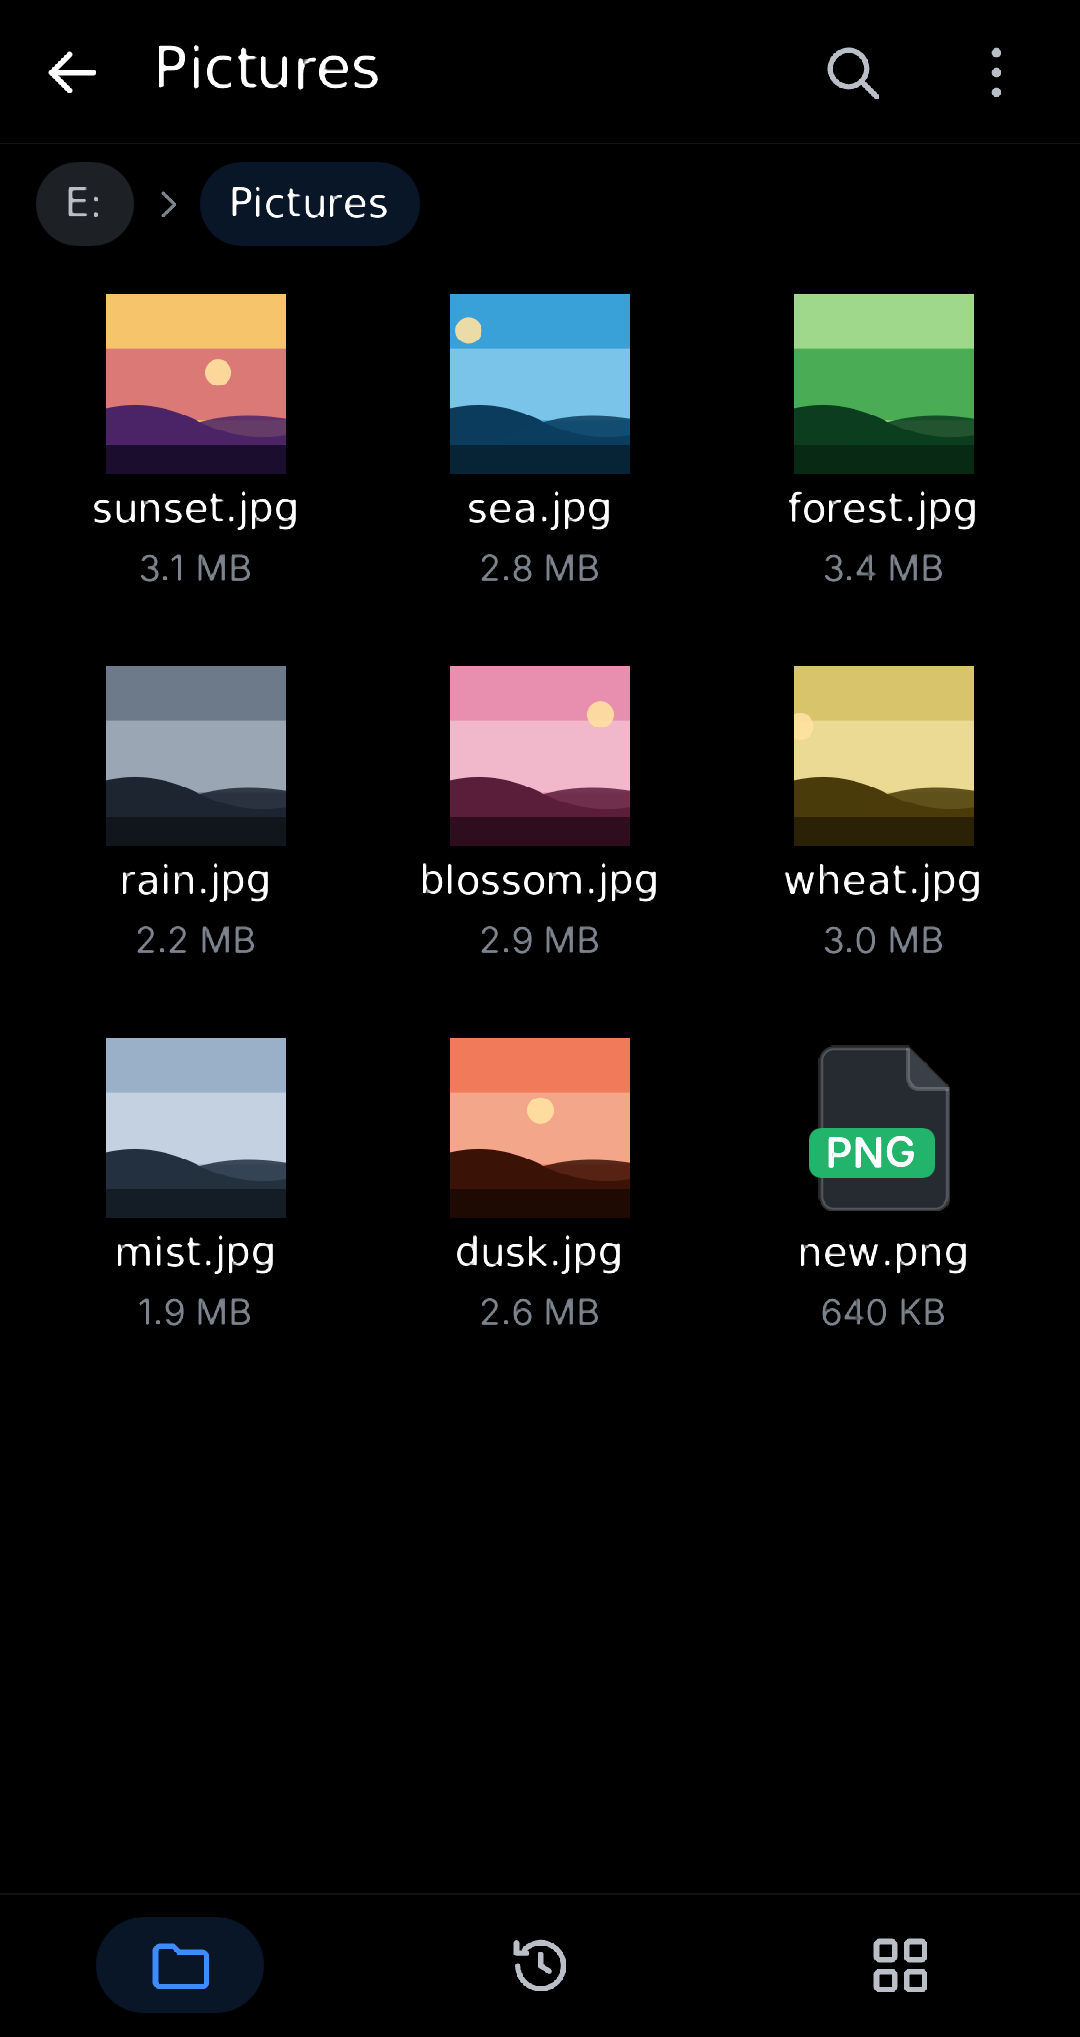 Pictures
E: > Pictures
sunset.jpg sea.jpg forest.jpg
3.1 MB 2.8 MB 3.4 MB
rain.jpg blossom.jpg wheat.jpg
2.2 MB 2.9 MB 3.0 MB
PNG
mist.jpg dusk.jpg new.png
1.9 MB 2.6 MB 640 KB